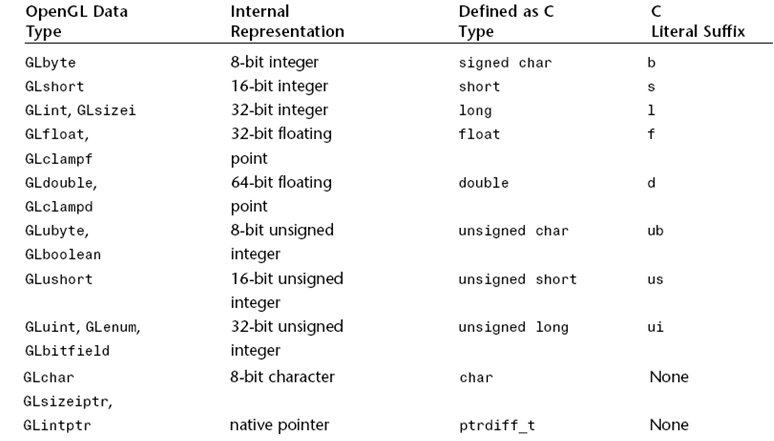 OpenGL Data Internal Defined as C C
Type Representation Type Literal Suffix
GLbyte 8-bit integer signed char b
GLshort 16-bit integer short s
GLint, GLsizei 32-bit integer long l
GLfloat, 32-bit floating float f
GLclampf point
GLdouble, 64-bit floating double d
GLclampd point
GLubyte, 8-bit unsigned unsigned char ub
GLboolean integer
GLushort 16-bit unsigned unsigned short us
integer
GLuint, GLenum, 32-bit unsigned unsigned long ui
GLbitfield integer
GLchar 8-bit character char None
GLsizeiptr,
GLintptr native pointer ptrdiff_t None